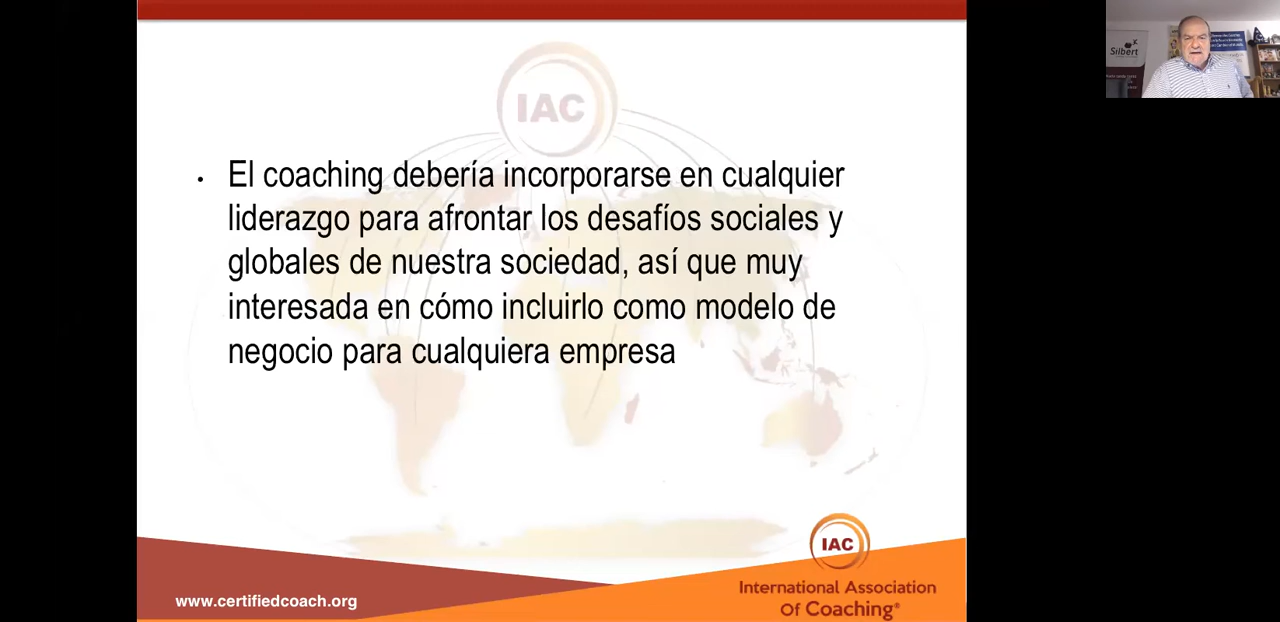 IAC
Silbert
• El coaching debería incorporarse en cualquier
liderazgo para afrontar los desafíos sociales y
globales de nuestra sociedad, así que muy
interesada en cómo incluirlo como modelo de
negocio para cualquiera empresa
IAC
International Association
Of Coaching®
www.certifiedcoach.org